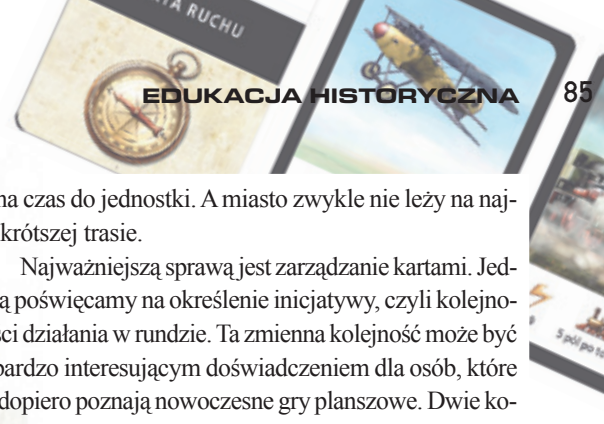 TA RUCHU
EDUKACJA HISTORYCZNA 85
na czas do jednostki. A miasto zwykle nie leży na naj-
krótszej trasie.
Najważniejszą sprawą jest zarządzanie kartami. Jed-
ą poświęcamy na określenie inicjatywy, czyli kolejno-
ści działania w rundzie. Ta zmienna kolejność może być
bardzo interesującym doświadczeniem dla osób, które
dopiero poznają nowoczesne gry planszowe. Dwie ko-
5 pól po to